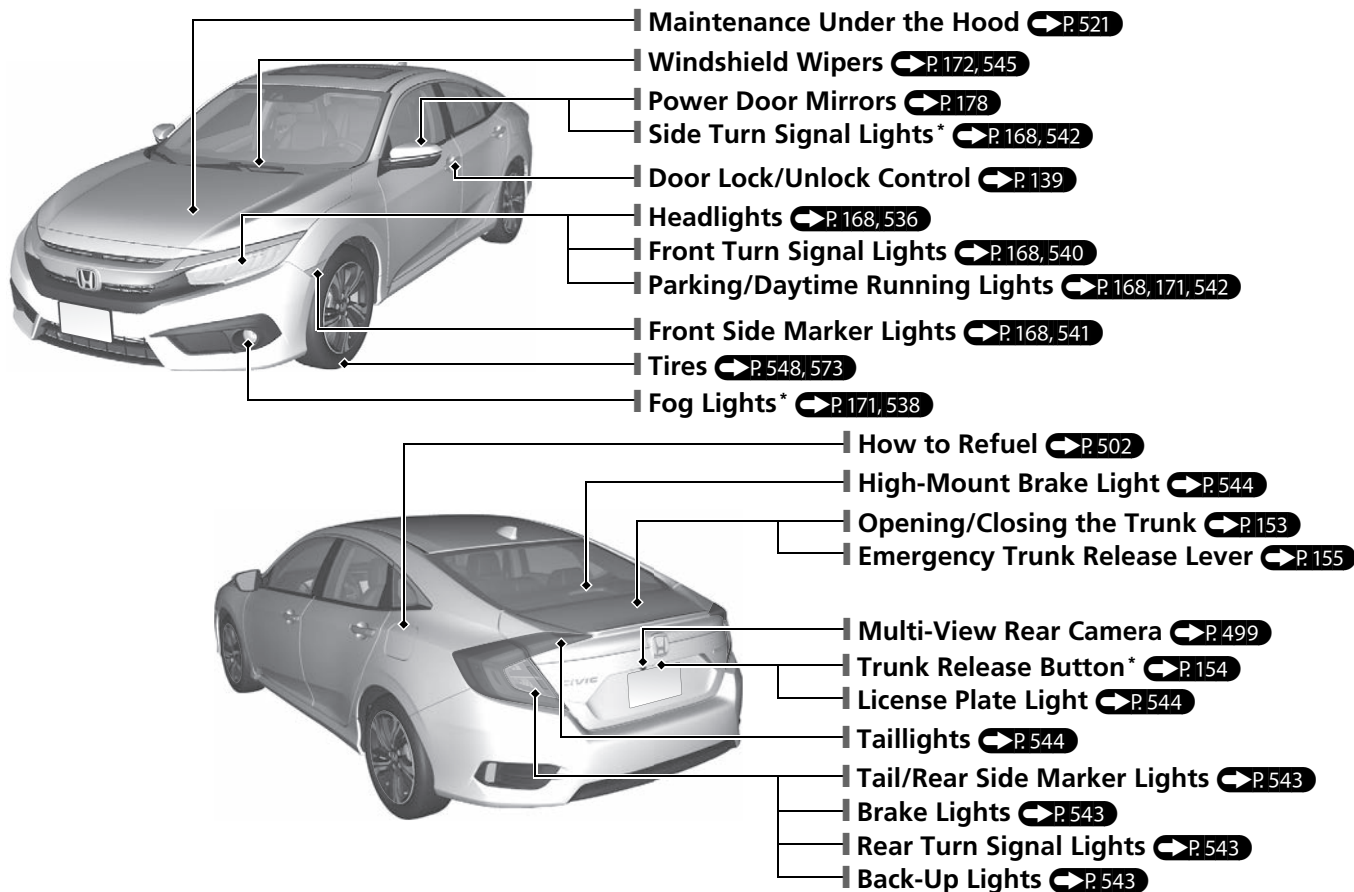 Maintenance Under the Hood P. 521
Windshield Wipers P. 172, 545
Power Door Mirrors P. 178
Side Turn Signal Lights* P. 168, 542
Door Lock/Unlock Control P. 139
Headlights P. 168, 536
Front Turn Signal Lights P. 168, 540
Parking/Daytime Running Lights P. 168, 171, 542
Front Side Marker Lights P. 168, 541
Tires P. 548, 573
Fog Lights* P. 171, 538
How to Refuel P. 502
High-Mount Brake Light P. 544
Opening/Closing the Trunk P. 153
Emergency Trunk Release Lever P. 155
Multi-View Rear Camera P. 499
Trunk Release Button* P. 154
CIVIC
License Plate Light P. 544
Taillights P. 544
Tail/Rear Side Marker Lights P. 543
Brake Lights P. 543
Rear Turn Signal Lights P. 543
Back-Up Lights P. 543